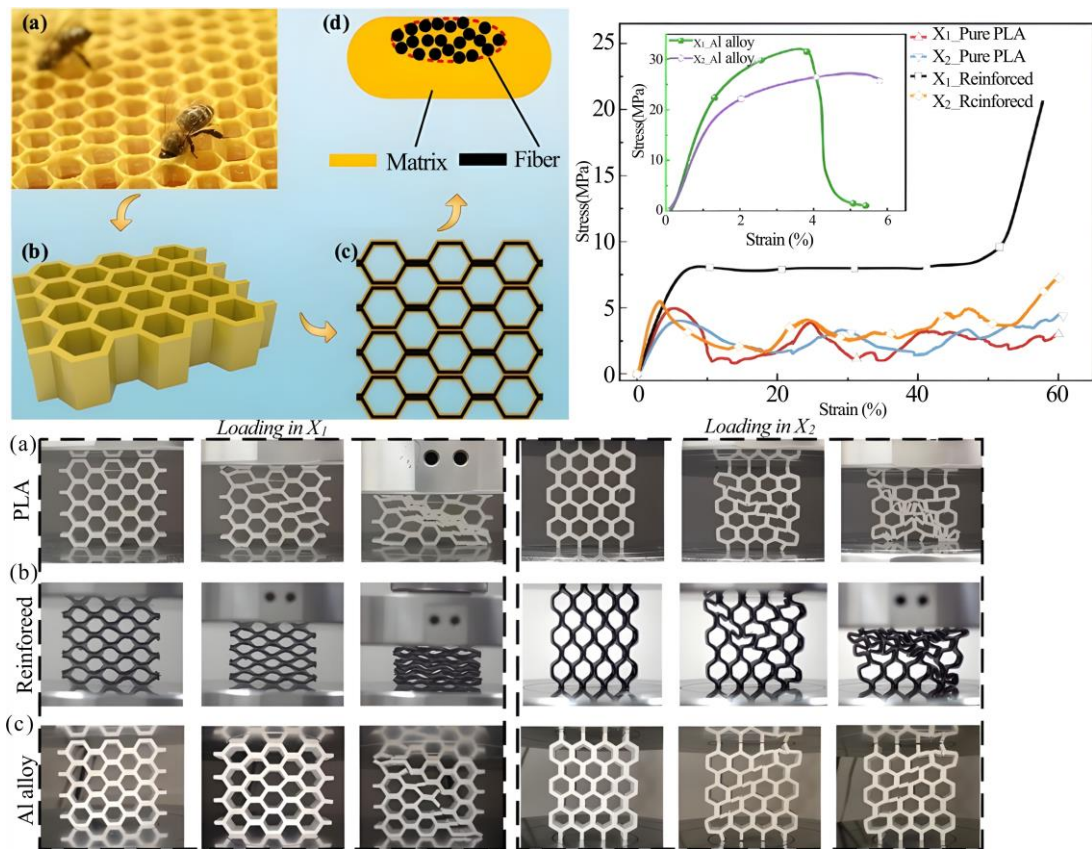 (a)
(d)
Matrix
Fiber
(b)
(c)
25
20
15
10
5
0
Stress(MPa)
0
20
40
60
Strain (%)
X₁_Pure PLA
X₂_Pure PLA
X₁_Reinforced
X₂_Rcinforecd
30
20
10
0
Stress(MPa)
0
2
4
6
Strain (%)
X₁_Al alloy
X₂_Al alloy
Loading in X₁
Loading in X₂
(a)
PLA
(b)
Reinforeed
(c)
Al alloy